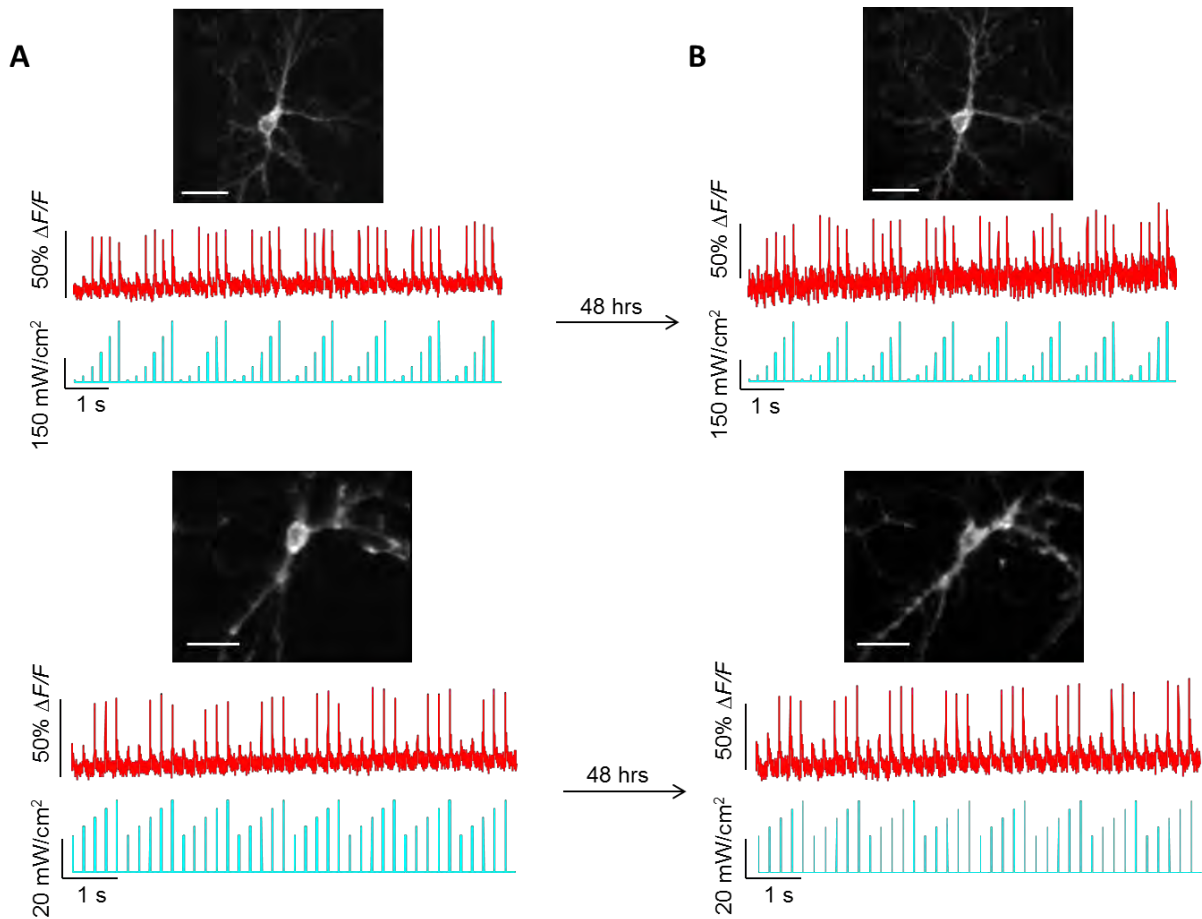 A
B
50% ΔF/F
50% ΔF/F
48 hrs
150 mW/cm²
150 mW/cm²
1 s
1 s
50% ΔF/F
50% ΔF/F
48 hrs
20 mW/cm²
20 mW/cm²
1 s
1 s